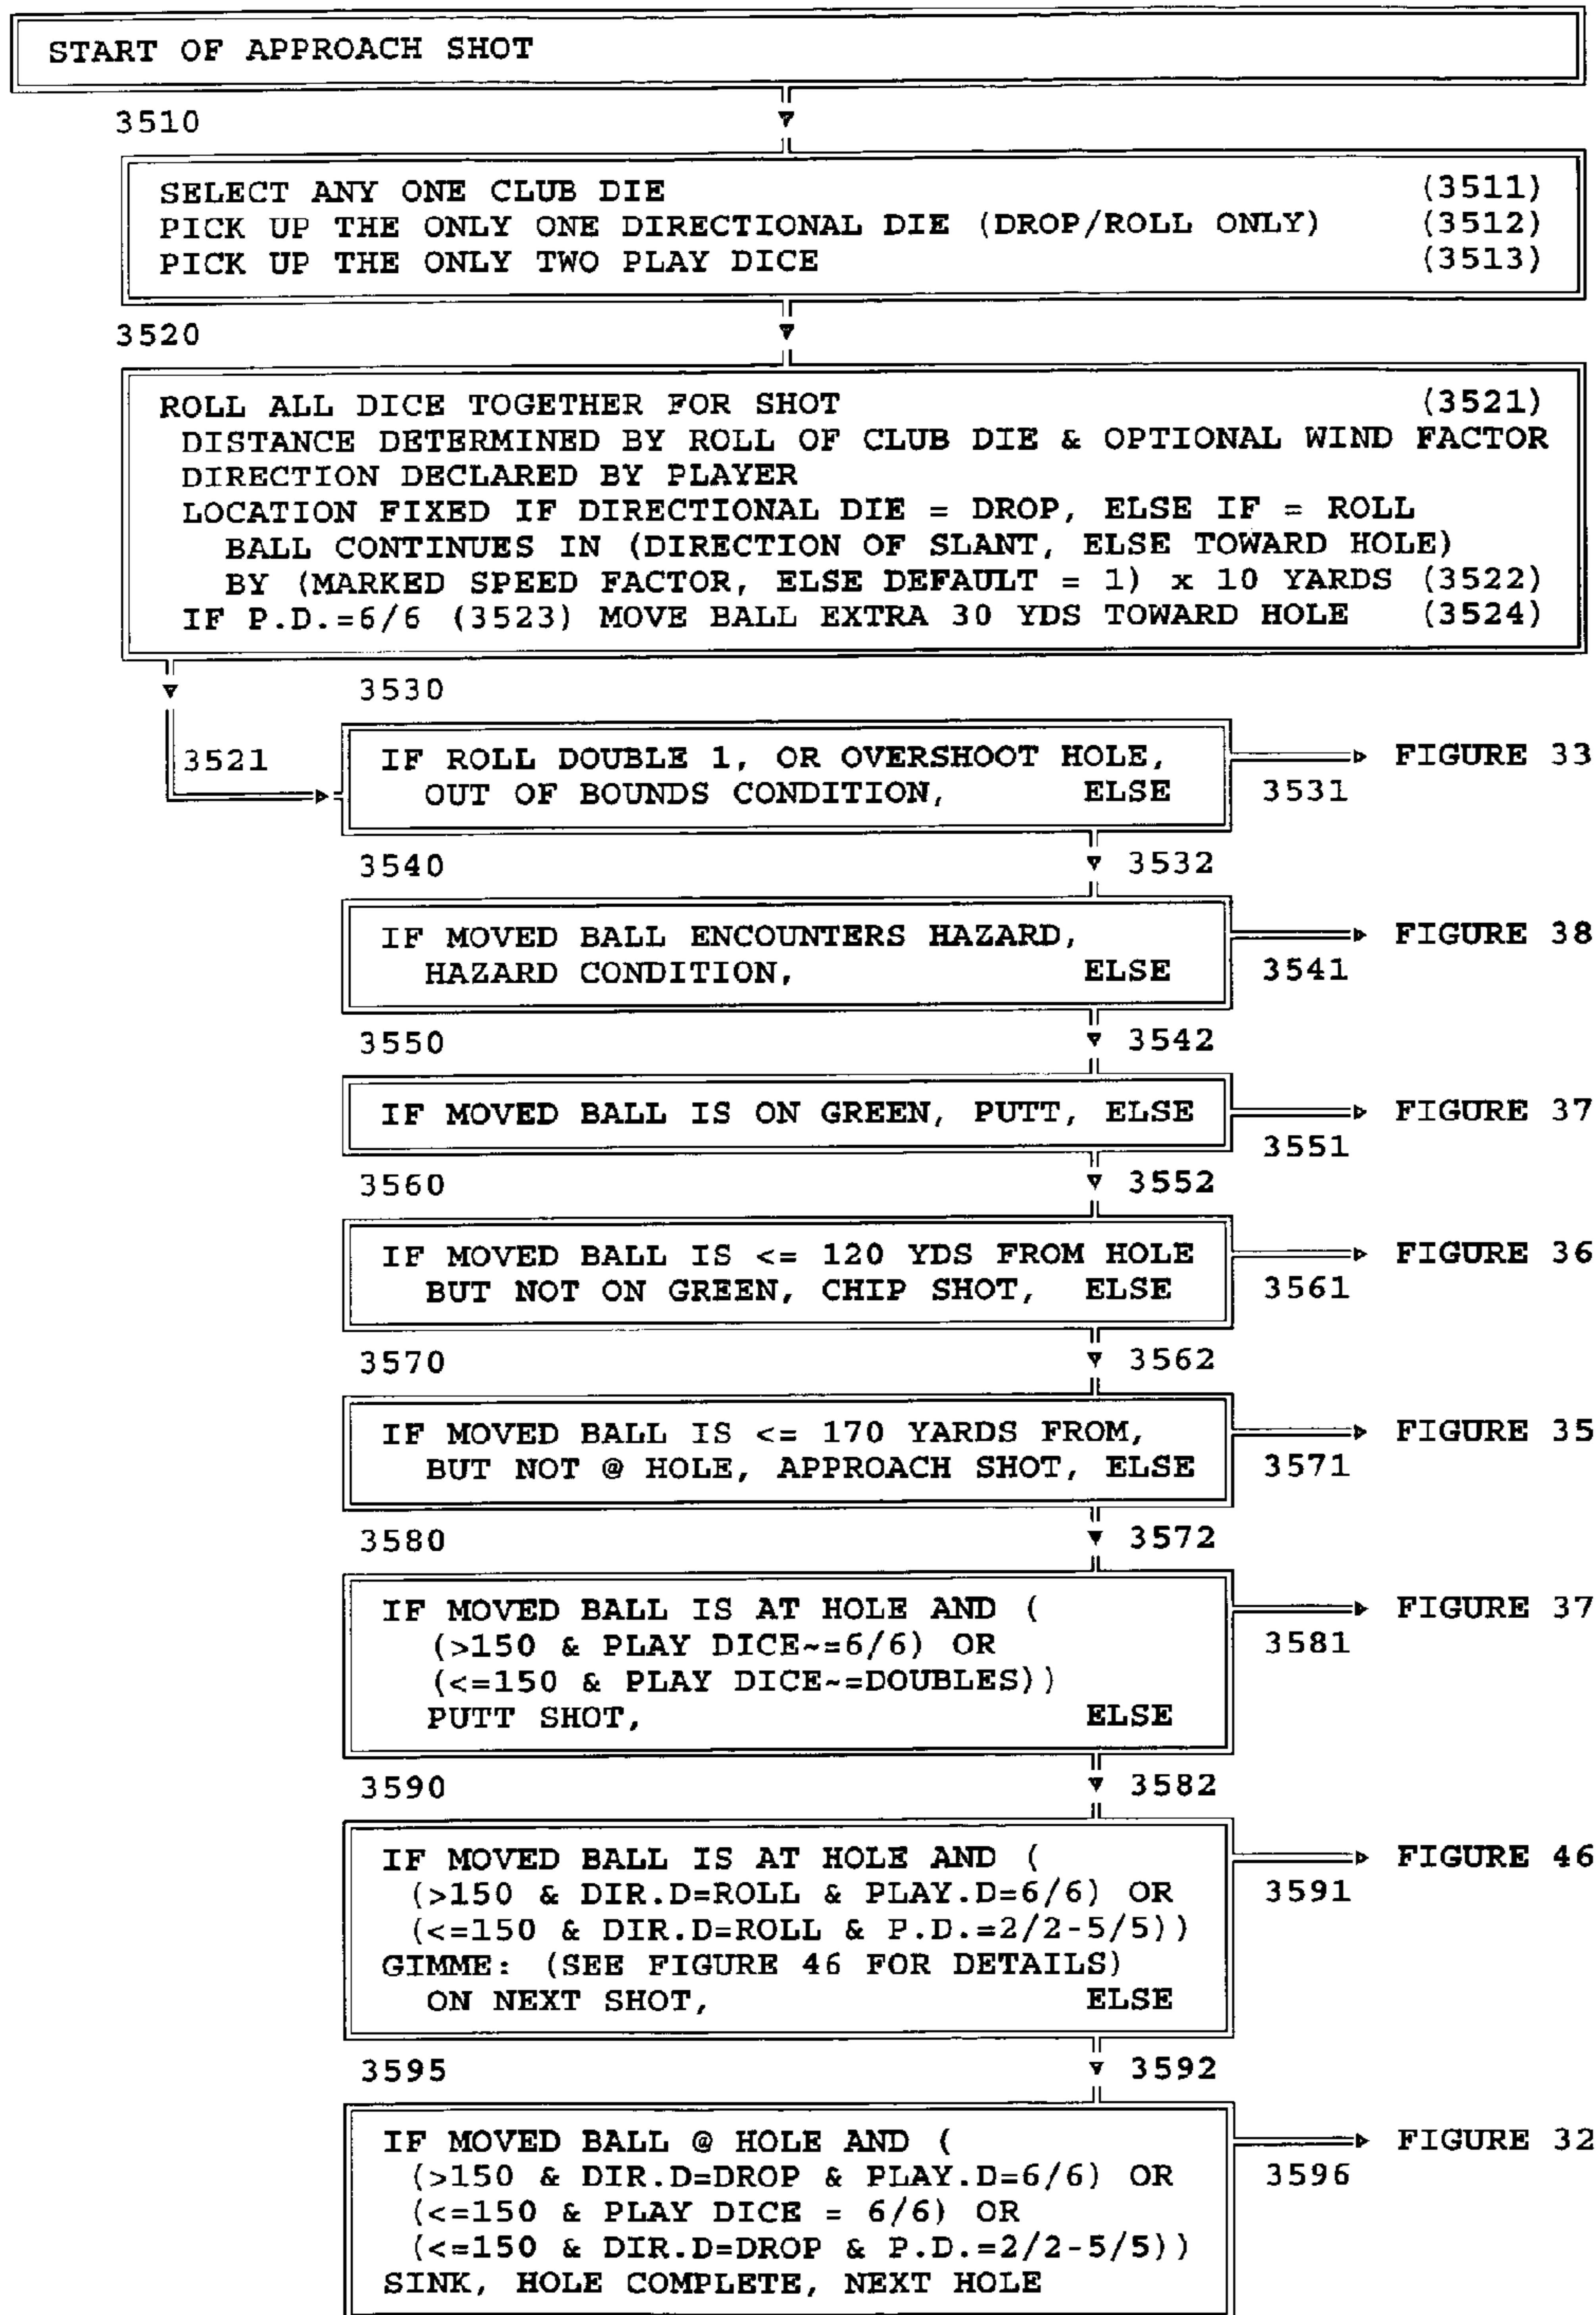 START OF APPROACH SHOT
3510
SELECT ANY ONE CLUB DIE (3511)
PICK UP THE ONLY ONE DIRECTIONAL DIE (DROP/ROLL ONLY) (3512)
PICK UP THE ONLY TWO PLAY DICE (3513)
3520
ROLL ALL DICE TOGETHER FOR SHOT (3521)
DISTANCE DETERMINED BY ROLL OF CLUB DIE & OPTIONAL WIND FACTOR
DIRECTION DECLARED BY PLAYER
LOCATION FIXED IF DIRECTIONAL DIE = DROP, ELSE IF = ROLL
BALL CONTINUES IN (DIRECTION OF SLANT, ELSE TOWARD HOLE)
BY (MARKED SPEED FACTOR, ELSE DEFAULT = 1) x 10 YARDS (3522)
IF P.D.=6/6 (3523) MOVE BALL EXTRA 30 YDS TOWARD HOLE (3524)
3530
3521 IF ROLL DOUBLE 1, OR OVERSHOOT HOLE, FIGURE 33
OUT OF BOUNDS CONDITION, ELSE 3531
3540 3532
IF MOVED BALL ENCOUNTERS HAZARD, FIGURE 38
HAZARD CONDITION, ELSE 3541
3550 3542
IF MOVED BALL IS ON GREEN, PUTT, ELSE FIGURE 37
3551
3560 3552
IF MOVED BALL IS <= 120 YDS FROM HOLE FIGURE 36
BUT NOT ON GREEN, CHIP SHOT, ELSE 3561
3570 3562
IF MOVED BALL IS <= 170 YARDS FROM, FIGURE 35
BUT NOT @ HOLE, APPROACH SHOT, ELSE 3571
3580 3572
IF MOVED BALL IS AT HOLE AND ( FIGURE 37
(>150 & PLAY DICE~=6/6) OR 3581
(<=150 & PLAY DICE~=DOUBLES))
PUTT SHOT, ELSE
3590 3582
IF MOVED BALL IS AT HOLE AND ( FIGURE 46
(>150 & DIR.D=ROLL & PLAY.D=6/6) OR 3591
(<=150 & DIR.D=ROLL & P.D.=2/2-5/5))
GIMME: (SEE FIGURE 46 FOR DETAILS)
ON NEXT SHOT, ELSE
3595 3592
IF MOVED BALL @ HOLE AND ( FIGURE 32
(>150 & DIR.D=DROP & PLAY.D=6/6) OR 3596
(<=150 & PLAY DICE = 6/6) OR
(<=150 & DIR.D=DROP & P.D.=2/2-5/5))
SINK, HOLE COMPLETE, NEXT HOLE